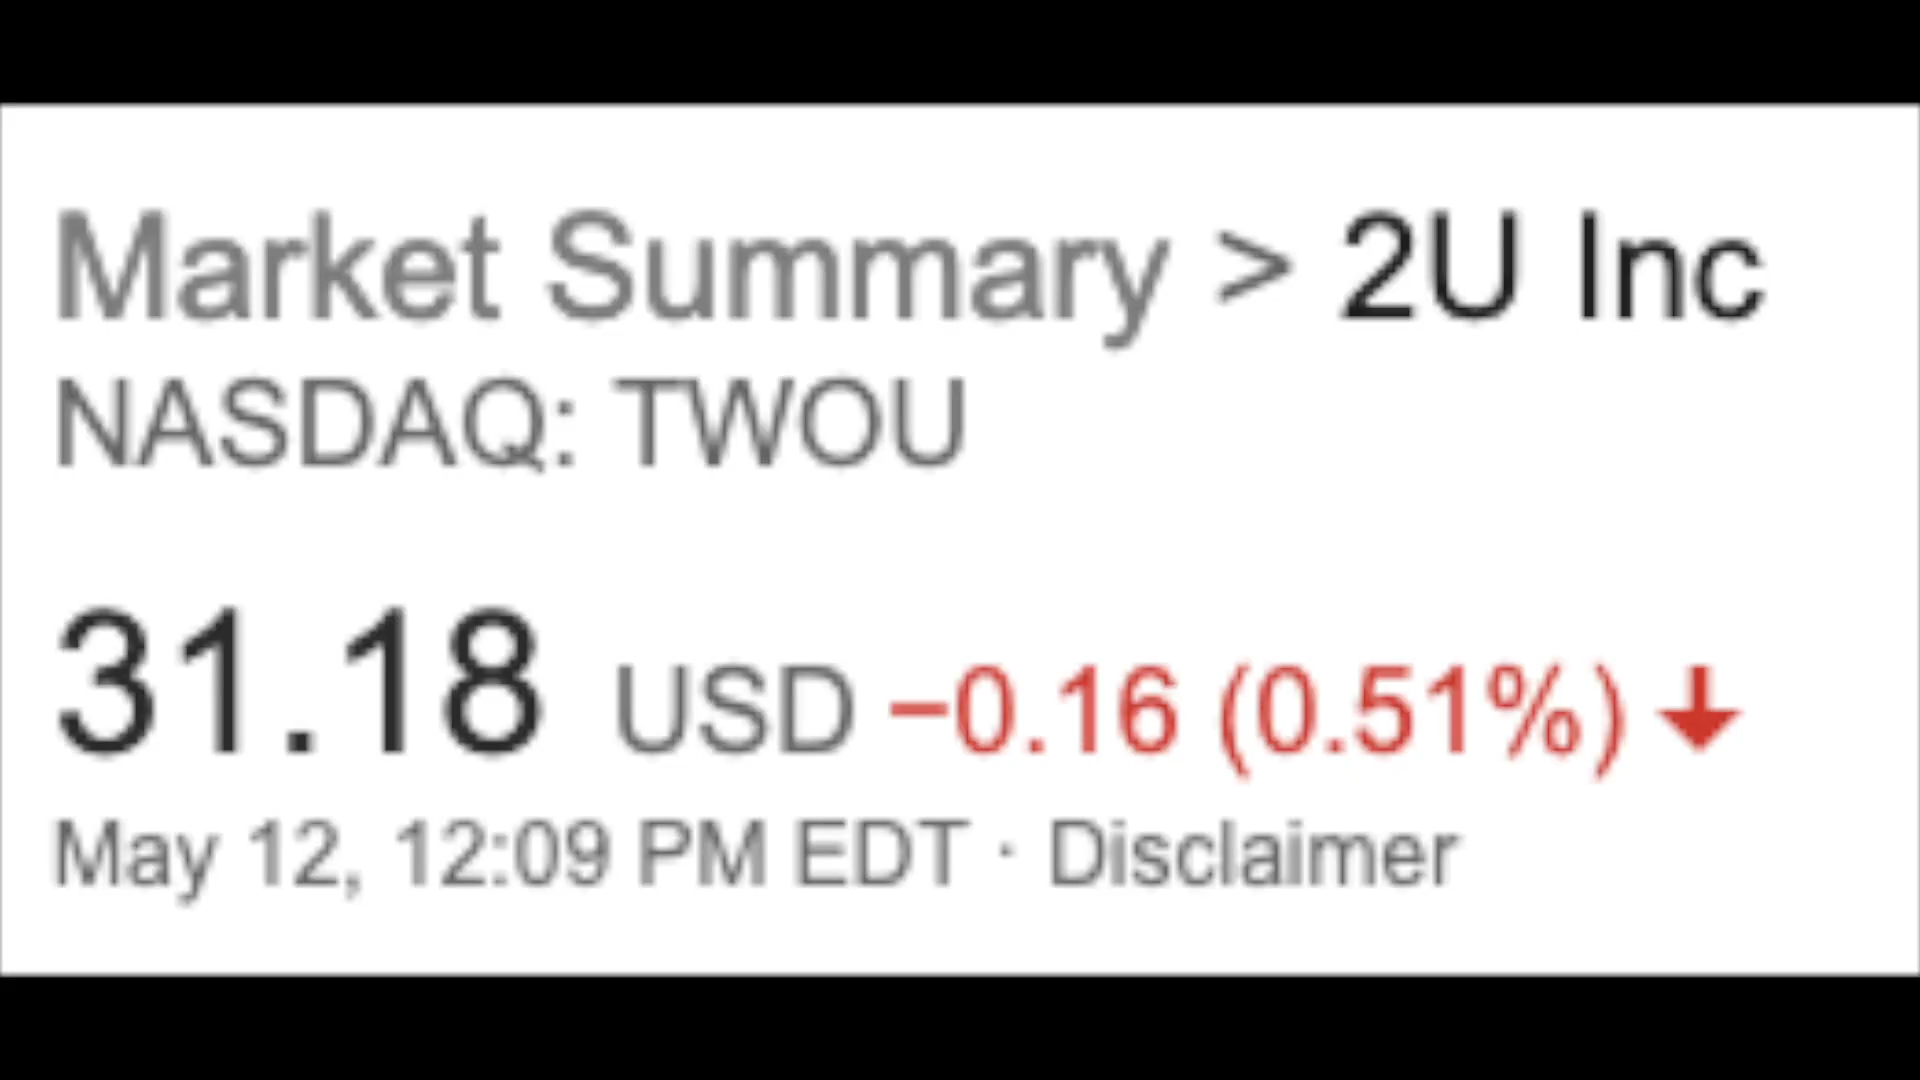 Market Summary > 2U Inc
NASDAQ: TWOU
31.18 USD −0.16 (0.51%)↓
May 12, 12:09 PM EDT · Disclaimer